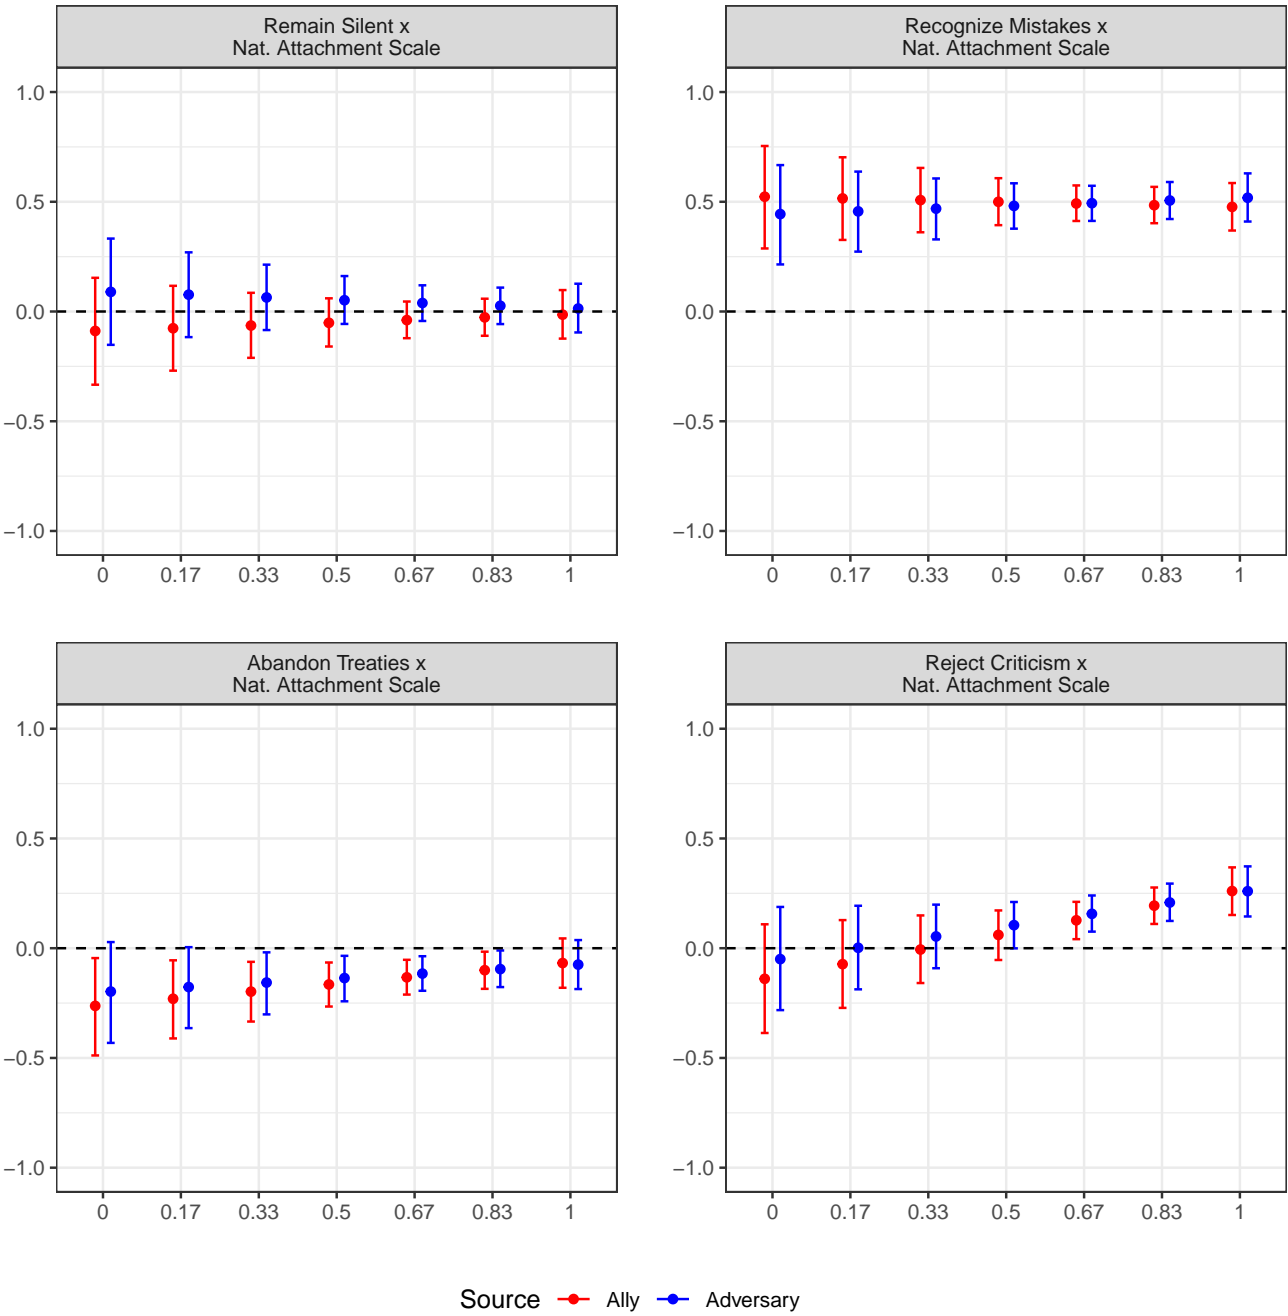 Remain Silent x
Nat. Attachment Scale
Recognize Mistakes x
Nat. Attachment Scale
1.0
0.5
0.0
−0.5
−1.0
0 0.17 0.33 0.5 0.67 0.83 1
1.0
0.5
0.0
−0.5
−1.0
0 0.17 0.33 0.5 0.67 0.83 1
Abandon Treaties x
Nat. Attachment Scale
Reject Criticism x
Nat. Attachment Scale
1.0
0.5
0.0
−0.5
−1.0
0 0.17 0.33 0.5 0.67 0.83 1
1.0
0.5
0.0
−0.5
−1.0
0 0.17 0.33 0.5 0.67 0.83 1
Source Ally Adversary